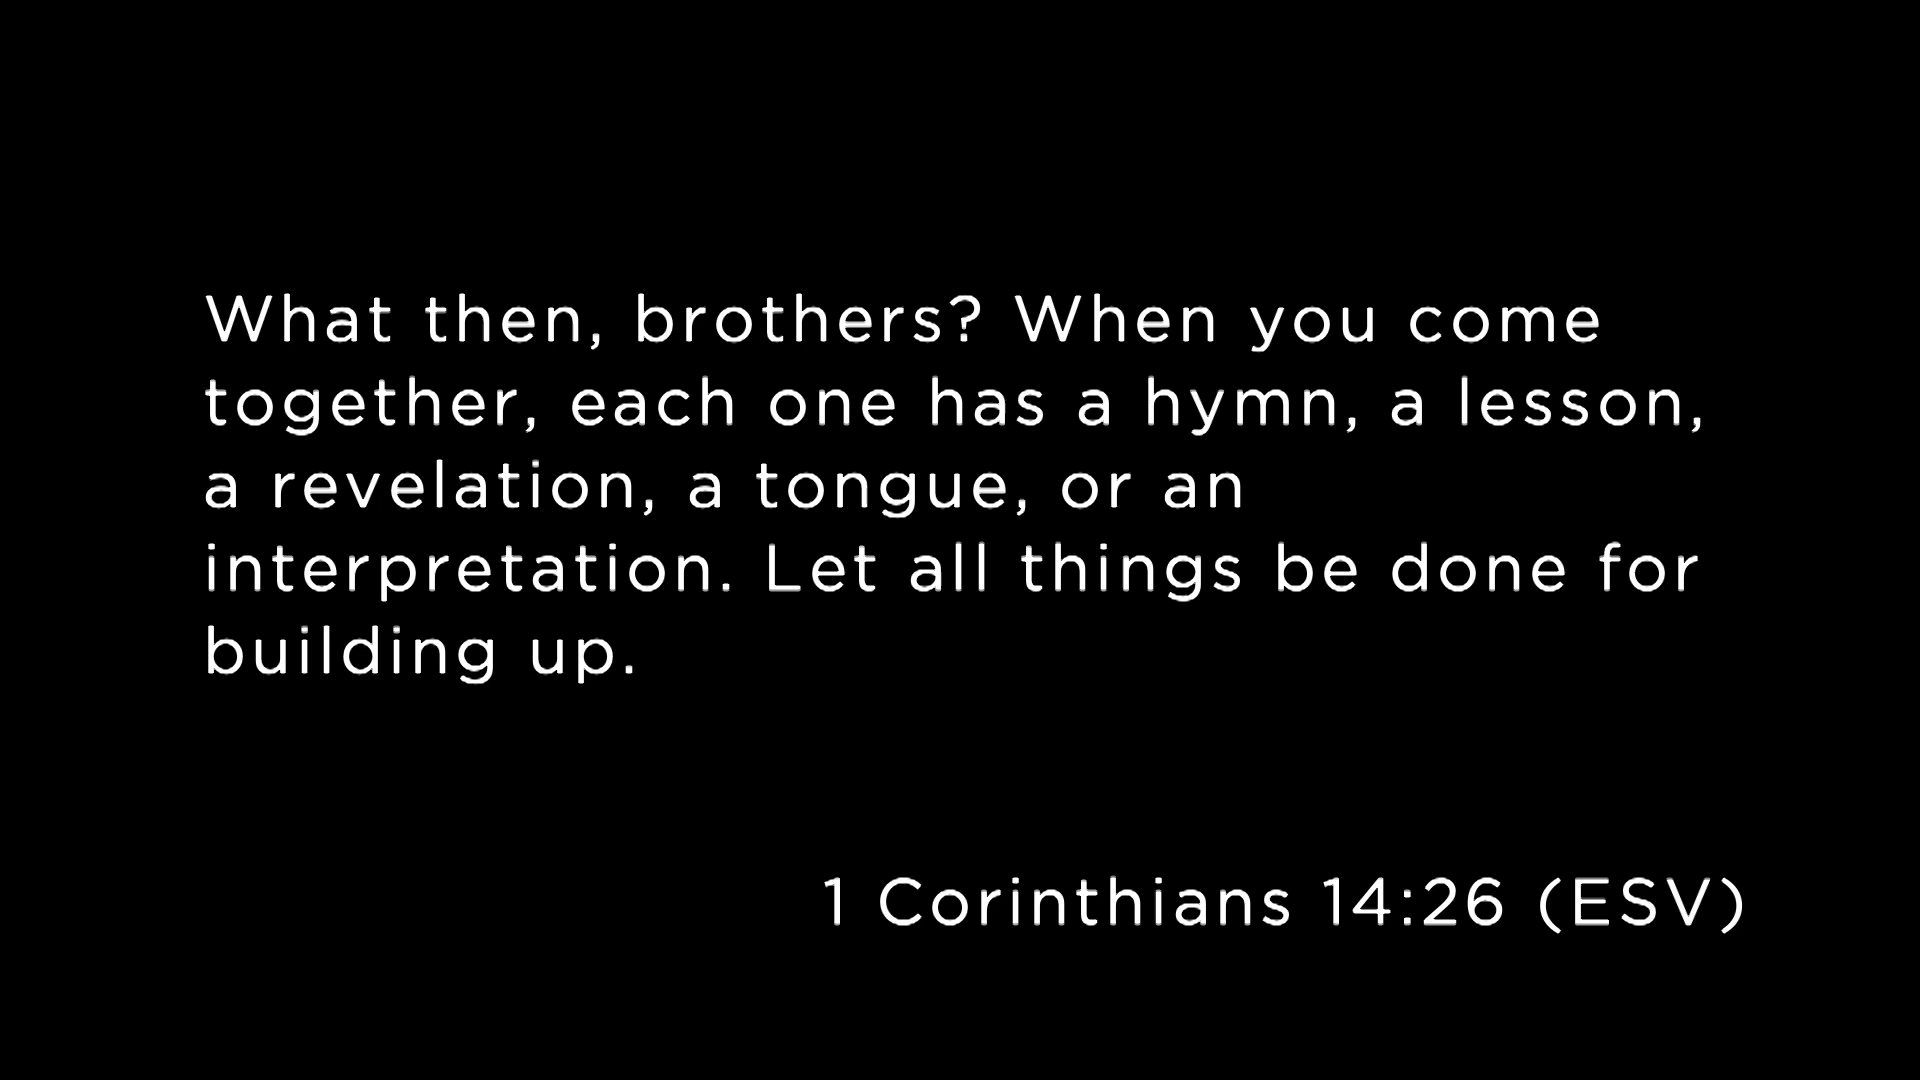 What then, brothers? When you come
together, each one has a hymn, a lesson,
a revelation, a tongue, or an
interpretation. Let all things be done for
building up.
1 Corinthians 14:26 (ESV)